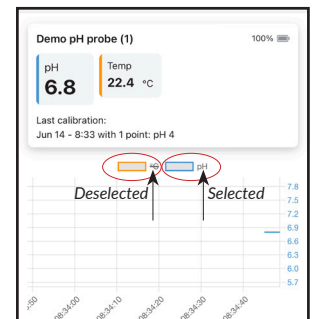 Demo pH probe (1) 100%
pH Temp
6.8 22.4 °C
Last calibration:
Jun 14 - 8:33 with 1 point: pH 4
°C pH
Deselected Selected
7.8
7.5
7.2
6.9
6.6
6.3
6.0
5.7
:50 08:34:00 08:34:10 08:34:20 08:34:30 08:34:40